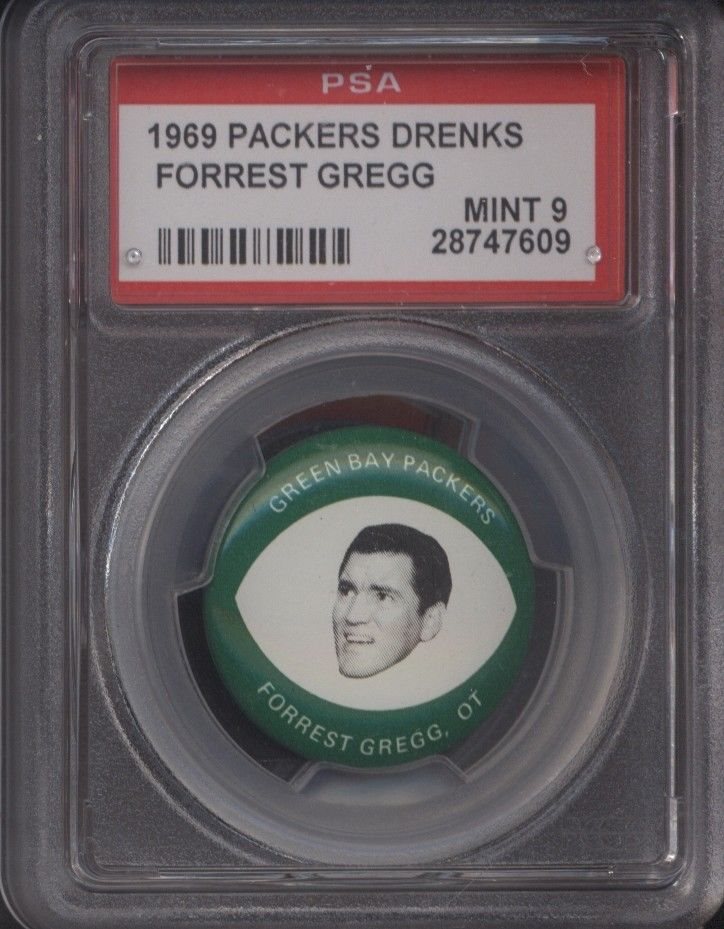 PSA
1969 PACKERS DRENKS
FORREST GREGG
MINT 9
28747609
GREEN BAY PACKERS
FORREST GREGG, OT